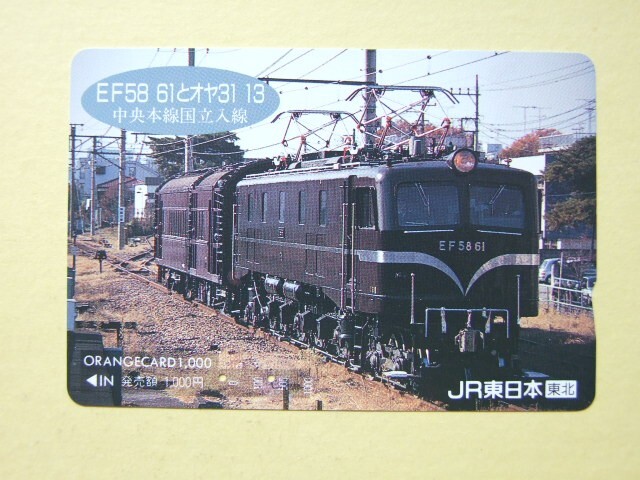 EF58 61とオヤ31 13
中央本線国立入線
EF58 61
ORANGECARD1,000
◀IN 発売額 1,000円
JR東日本 東北